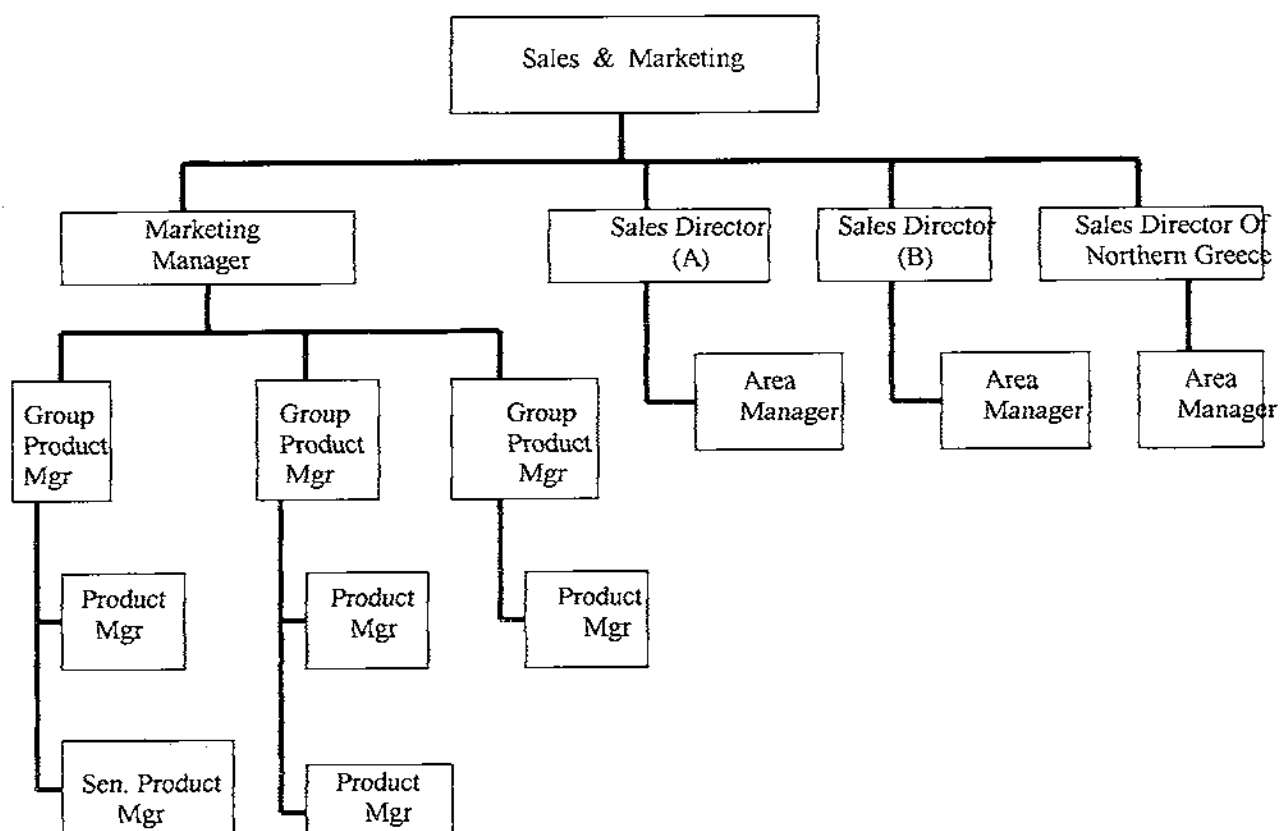 Sales & Marketing
Marketing
Manager
Sales Director
(A)
Sales Director
(B)
Sales Director Of
Northern Greece
Group
Product
Mgr
Group
Product
Mgr
Group
Product
Mgr
Area
Manager
Area
Manager
Area
Manager
Product
Mgr
Product
Mgr
Product
Mgr
Sen. Product
Mgr
Product
Mgr